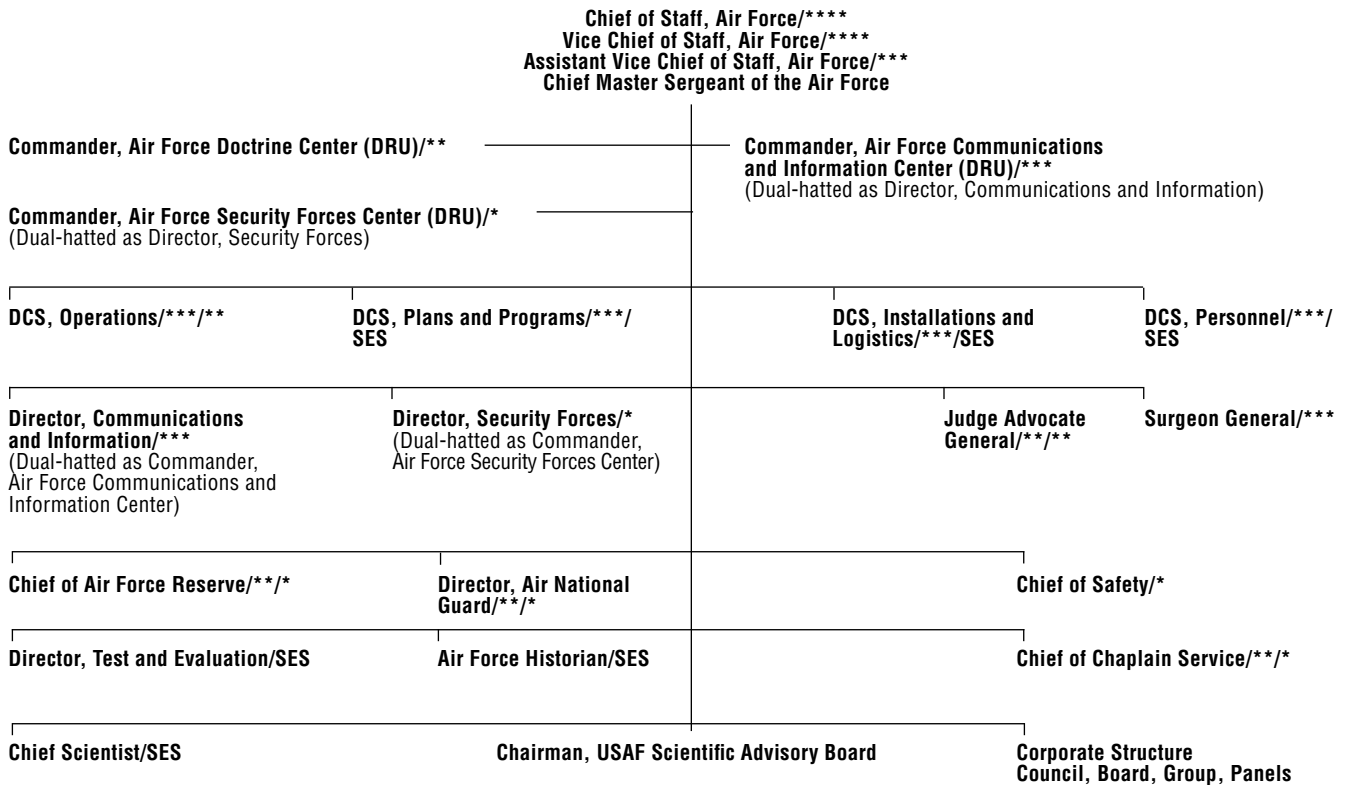 Chief of Staff, Air Force/****
Vice Chief of Staff, Air Force/****
Assistant Vice Chief of Staff, Air Force/***
Chief Master Sergeant of the Air Force
Commander, Air Force Doctrine Center (DRU)/**
Commander, Air Force Communications
and Information Center (DRU)/***
(Dual-hatted as Director, Communications and Information)
Commander, Air Force Security Forces Center (DRU)/*
(Dual-hatted as Director, Security Forces)
DCS, Operations/***/**
DCS, Plans and Programs/***/
SES
DCS, Installations and
Logistics/***/SES
DCS, Personnel/***/
SES
Director, Communications
and Information/***
(Dual-hatted as Commander,
Air Force Communications and
Information Center)
Director, Security Forces/*
(Dual-hatted as Commander,
Air Force Security Forces Center)
Judge Advocate
General/**/**
Surgeon General/***
Chief of Air Force Reserve/**/*
Director, Air National
Guard/**/*
Chief of Safety/*
Director, Test and Evaluation/SES
Air Force Historian/SES
Chief of Chaplain Service/**/*
Chief Scientist/SES
Chairman, USAF Scientific Advisory Board
Corporate Structure
Council, Board, Group, Panels